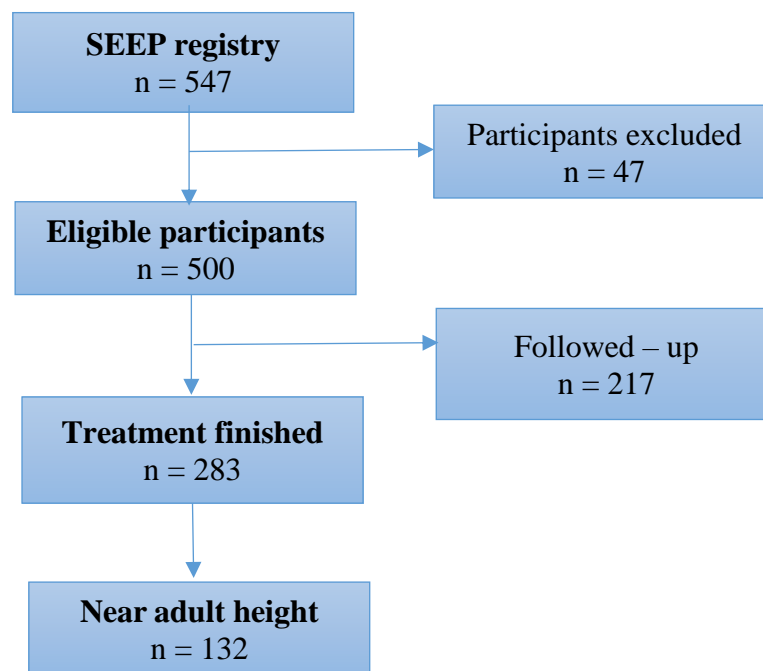 SEEP registry
n = 547
Participants excluded
n = 47
Eligible participants
n = 500
Followed – up
n = 217
Treatment finished
n = 283
Near adult height
n = 132